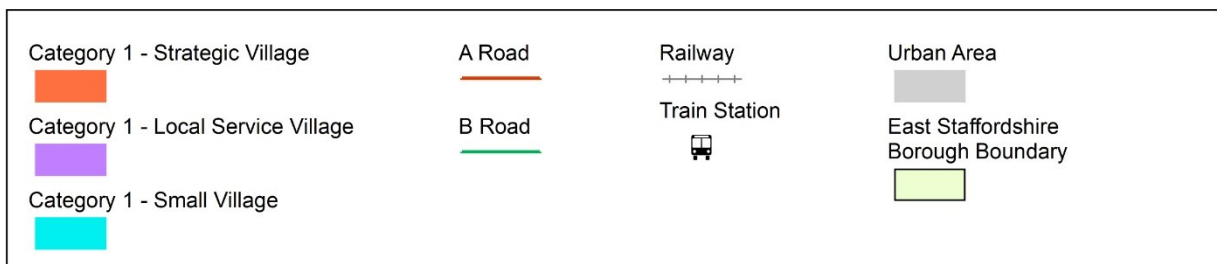 Category 1 - Strategic Village
Category 1 - Local Service Village
Category 1 - Small Village
A Road
B Road
Railway
Train Station
Urban Area
East Staffordshire
Borough Boundary